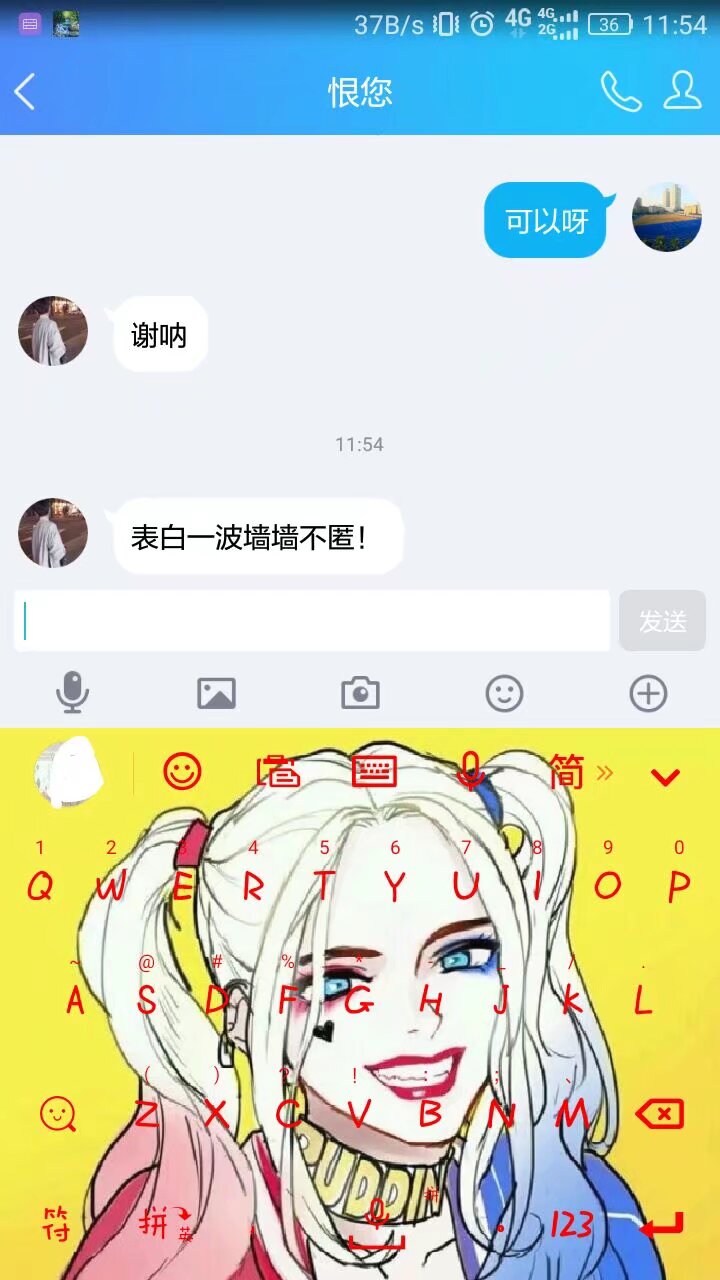 37B/s 4G 4G 2G 36 11:54
恨您
可以呀
谢呐
11:54
表白一波墙墙不匿！
发送
简 »
1 2 3 4 5 6 7 8 9 0
Q W E R T Y U I O P
~ @ # % * - _ / .
A S D F G H J K L
( ) ? ! : ; 、
Z X C V B N M
PUDDIN
符 拼 英 , 拼 。 123